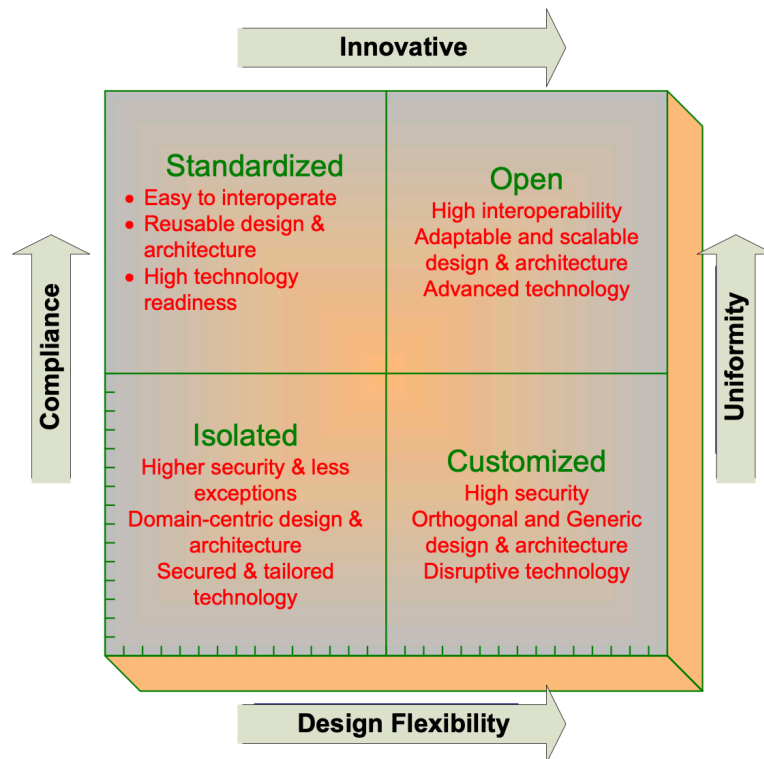 Innovative
Standardized
• Easy to interoperate
• Reusable design &
architecture
• High technology
readiness
Open
High interoperability
Adaptable and scalable
design & architecture
Advanced technology
Compliance
Uniformity
Isolated
Higher security & less
exceptions
Domain-centric design &
architecture
Secured & tailored
technology
Customized
High security
Orthogonal and Generic
design & architecture
Disruptive technology
Design Flexibility